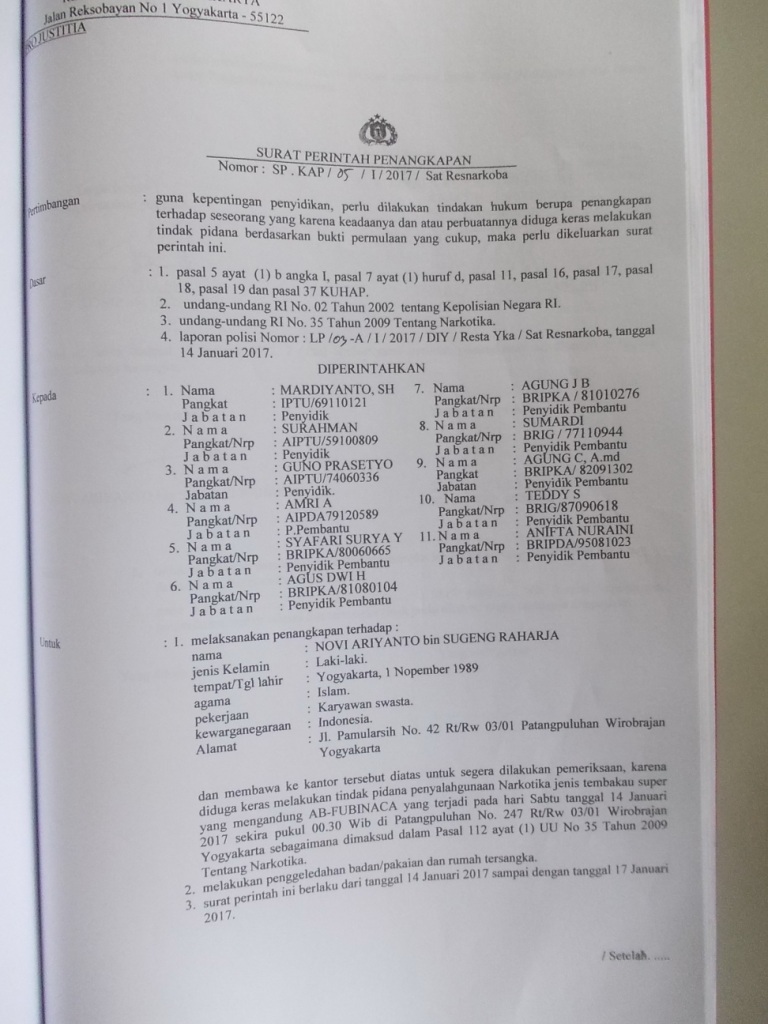 Jalan Reksobayan No 1 Yogyakarta - 55122
PRO JUSTITIA
SURAT PERINTAH PENANGKAPAN
Nomor : SP . KAP / 05 / I / 2017 / Sat Resnarkoba
Pertimbangan : guna kepentingan penyidikan, perlu dilakukan tindakan hukum berupa penangkapan
terhadap seseorang yang karena keadaanya dan atau perbuatannya diduga keras melakukan
tindak pidana berdasarkan bukti permulaan yang cukup, maka perlu dikeluarkan surat
perintah ini.
Dasar : 1. pasal 5 ayat (1) b angka I, pasal 7 ayat (1) huruf d, pasal 11, pasal 16, pasal 17, pasal
18, pasal 19 dan pasal 37 KUHAP.
2. undang-undang RI No. 02 Tahun 2002 tentang Kepolisian Negara RI.
3. undang-undang RI No. 35 Tahun 2009 Tentang Narkotika.
4. laporan polisi Nomor : LP /03-A / I / 2017 / DIY / Resta Yka / Sat Resnarkoba, tanggal
14 Januari 2017.
DIPERINTAHKAN
Kepada : 1. Nama : MARDIYANTO, SH
Pangkat : IPTU/69110121
Jabatan : Penyidik
2. Nama : SURAHMAN
Pangkat/Nrp : AIPTU/59100809
Jabatan : Penyidik
3. Nama : GUNO PRASETYO
Pangkat/Nrp : AIPTU/74060336
Jabatan : Penyidik.
4. Nama : AMRI A
Pangkat/Nrp : AIPDA79120589
Jabatan : P.Pembantu
5. Nama : SYAFARI SURYA Y
Pangkat/Nrp : BRIPKA/80060665
Jabatan : Penyidik Pembantu
6. Nama : AGUS DWI H
Pangkat/Nrp : BRIPKA/81080104
Jabatan : Penyidik Pembantu
7. Nama : AGUNG J B
Pangkat/Nrp : BRIPKA / 81010276
Jabatan : Penyidik Pembantu
8. Nama : SUMARDI
Pangkat/Nrp : BRIG / 77110944
Jabatan : Penyidik Pembantu
9. Nama : AGUNG C, A.md
Pangkat : BRIPKA/ 82091302
Jabatan : Penyidik Pembantu
10. Nama : TEDDY S
Pangkat/Nrp : BRIG/87090618
Jabatan : Penyidik Pembantu
11. Nama : ANIFTA NURAINI
Pangkat/Nrp : BRIPDA/95081023
Jabatan : Penyidik Pembantu
Untuk : 1. melaksanakan penangkapan terhadap :
nama : NOVI ARIYANTO bin SUGENG RAHARJA
jenis Kelamin : Laki-laki.
tempat/Tgl lahir : Yogyakarta, 1 Nopember 1989
agama : Islam.
pekerjaan : Karyawan swasta.
kewarganegaraan : Indonesia.
Alamat : Jl. Pamularsih No. 42 Rt/Rw 03/01 Patangpuluhan Wirobrajan
Yogyakarta
dan membawa ke kantor tersebut diatas untuk segera dilakukan pemeriksaan, karena
diduga keras melakukan tindak pidana penyalahgunaan Narkotika jenis tembakau super
yang mengandung AB-FUBINACA yang terjadi pada hari Sabtu tanggal 14 Januari
2017 sekira pukul 00.30 Wib di Patangpuluhan No. 247 Rt/Rw 03/01 Wirobrajan
Yogyakarta sebagaimana dimaksud dalam Pasal 112 ayat (1) UU No 35 Tahun 2009
Tentang Narkotika.
2. melakukan penggeledahan badan/pakaian dan rumah tersangka.
3. surat perintah ini berlaku dari tanggal 14 Januari 2017 sampai dengan tanggal 17 Januari
2017.
/ Setelah. .....